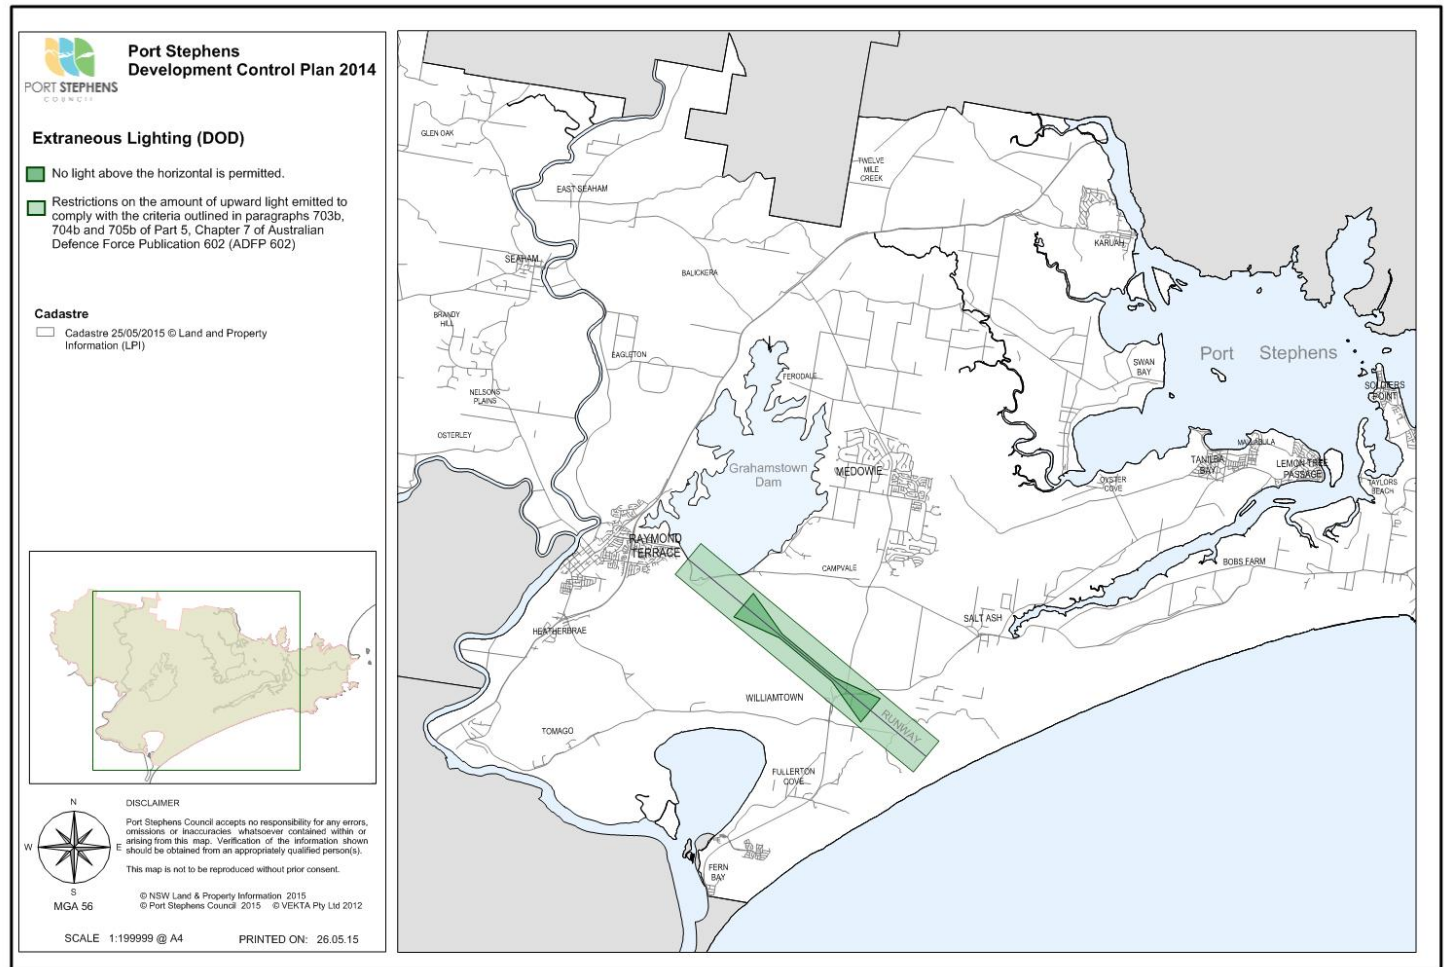 Port Stephens
Development Control Plan 2014
PORT STEPHENS
COUNCIL
Extraneous Lighting (DOD)
No light above the horizontal is permitted.
Restrictions on the amount of upward light emitted to
comply with the criteria outlined in paragraphs 703b,
704b and 705b of Part 5, Chapter 7 of Australian
Defence Force Publication 602 (ADFP 602)
Cadastre
Cadastre 25/05/2015 © Land and Property
Information (LPI)
N
W
E
S
MGA 56
DISCLAIMER
Port Stephens Council accepts no responsibility for any errors,
omissions or inaccuracies whatsoever contained within or
arising from this map. Verification of the information shown
should be obtained from an appropriately qualified person(s).
This map is not to be reproduced without prior consent.
© NSW Land & Property Information 2015
© Port Stephens Council 2015 © VEKTA Pty Ltd 2012
SCALE 1:199999 @ A4
PRINTED ON: 26.05.15
GLEN OAK
TWELVE
MILE
CREEK
EAST SEAHAM
KARUAH
SEAHAM
BALICKERA
BRANDY
HILL
EAGLETON
Port Stephens
SWAN
BAY
FERODALE
SOLDIERS
POINT
NELSONS
PLAINS
OSTERLEY
MALLABULA
TANILBA
BAY
LEMON TREE
PASSAGE
Grahamstown
Dam
MEDOWIE
OYSTER
COVE
TAYLORS
BEACH
RAYMOND
TERRACE
CAMPVALE
BOBS FARM
SALT ASH
HEATHERBRAE
WILLIAMTOWN
RUNWAY
TOMAGO
FULLERTON
COVE
FERN
BAY